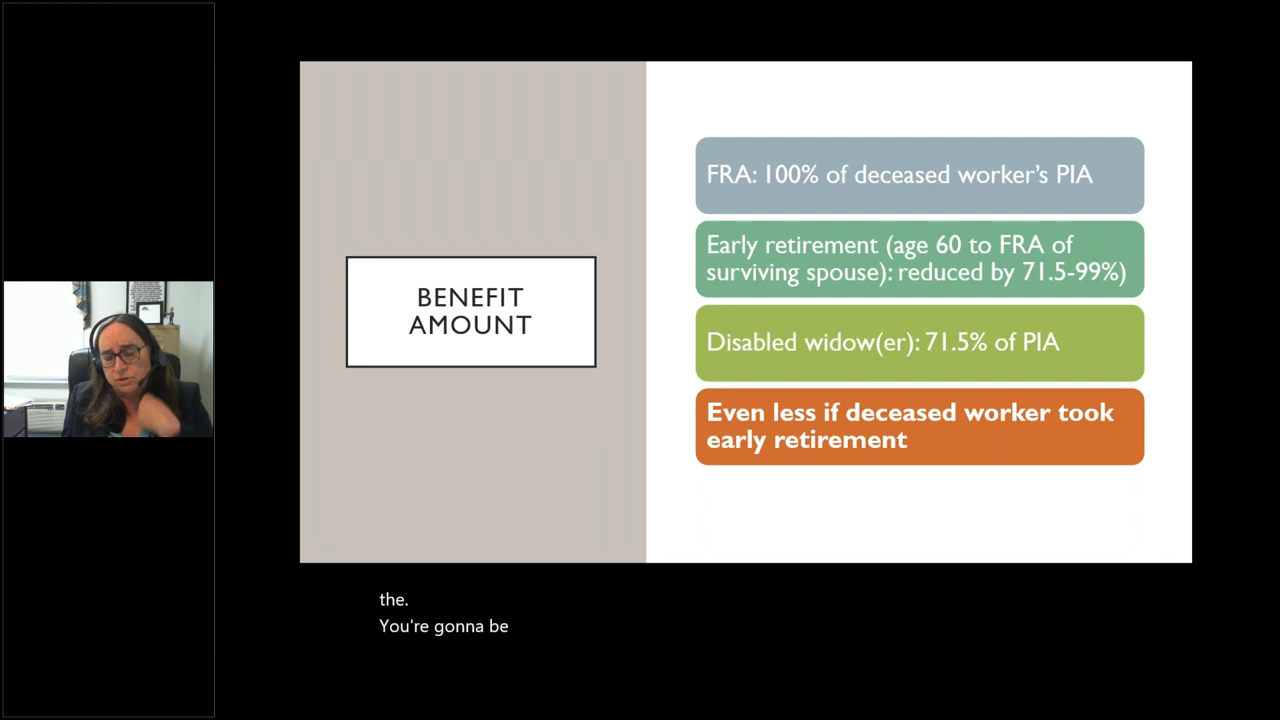 BENEFIT
AMOUNT
FRA: 100% of deceased worker’s PIA
Early retirement (age 60 to FRA of
surviving spouse): reduced by 71.5-99%)
Disabled widow(er): 71.5% of PIA
Even less if deceased worker took
early retirement
the.
You're gonna be